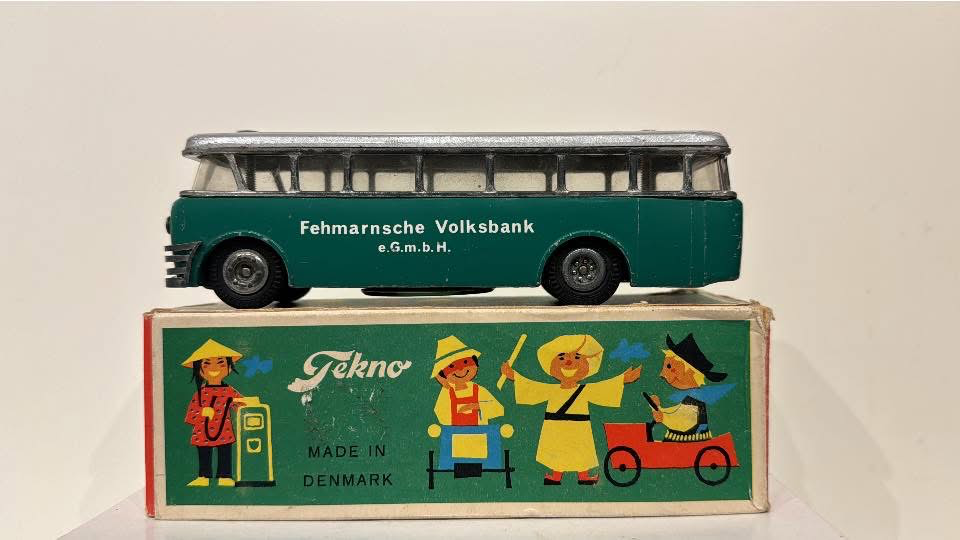 Fehmarnsche Volksbank
e.G.m.b.H.
Tekno
MADE IN
DENMARK